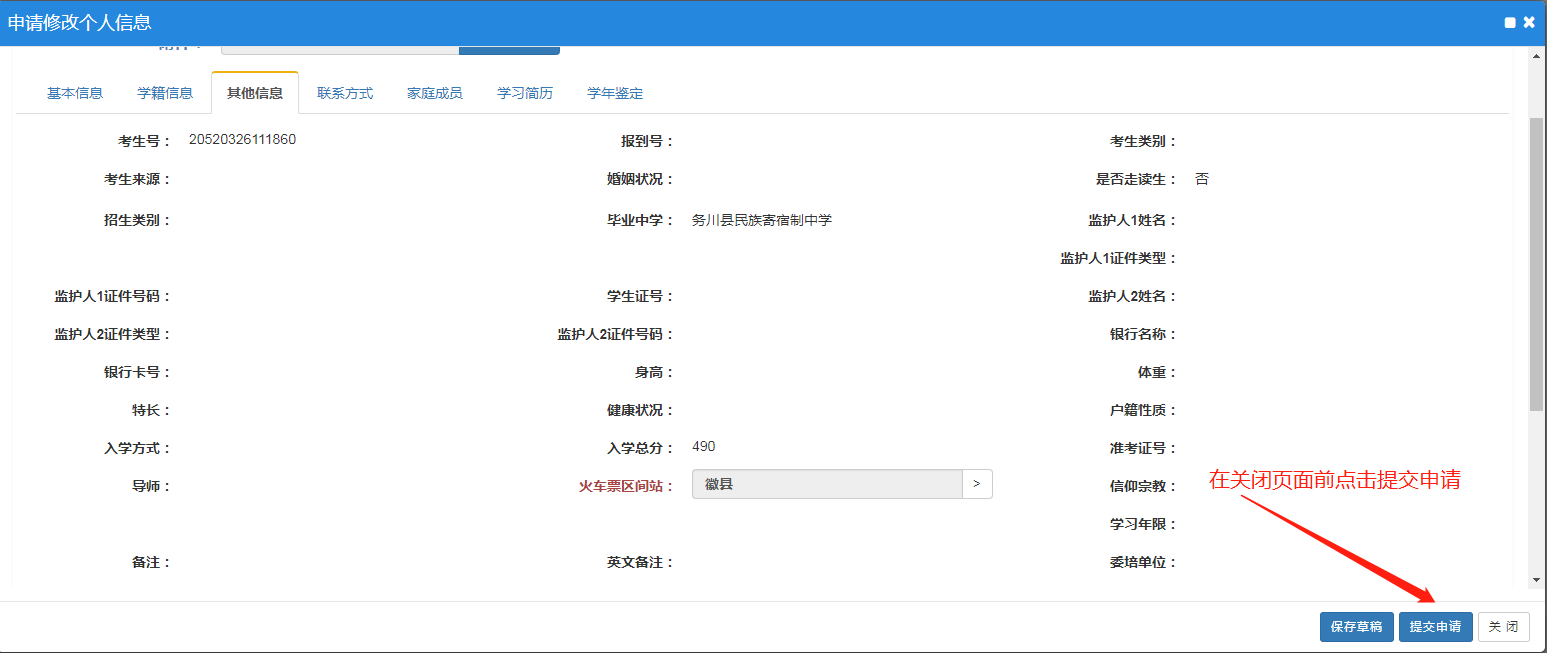 申请修改个人信息
基本信息 学籍信息 其他信息 联系方式 家庭成员 学习简历 学年鉴定
考生号： 20520326111860 报到号： 考生类别：
考生来源： 婚姻状况： 是否走读生： 否
招生类别： 毕业中学： 务川县民族寄宿制中学 监护人1姓名：
监护人1证件类型：
监护人1证件号码： 学生证号： 监护人2姓名：
监护人2证件类型： 监护人2证件号码： 银行名称：
银行卡号： 身高： 体重：
特长： 健康状况： 户籍性质：
入学方式： 入学总分： 490 准考证号：
导师： 火车票区间站： 徽县 > 信仰宗教： 在关闭页面前点击提交申请
学习年限：
备注： 英文备注： 委培单位：
保存草稿 提交申请 关 闭